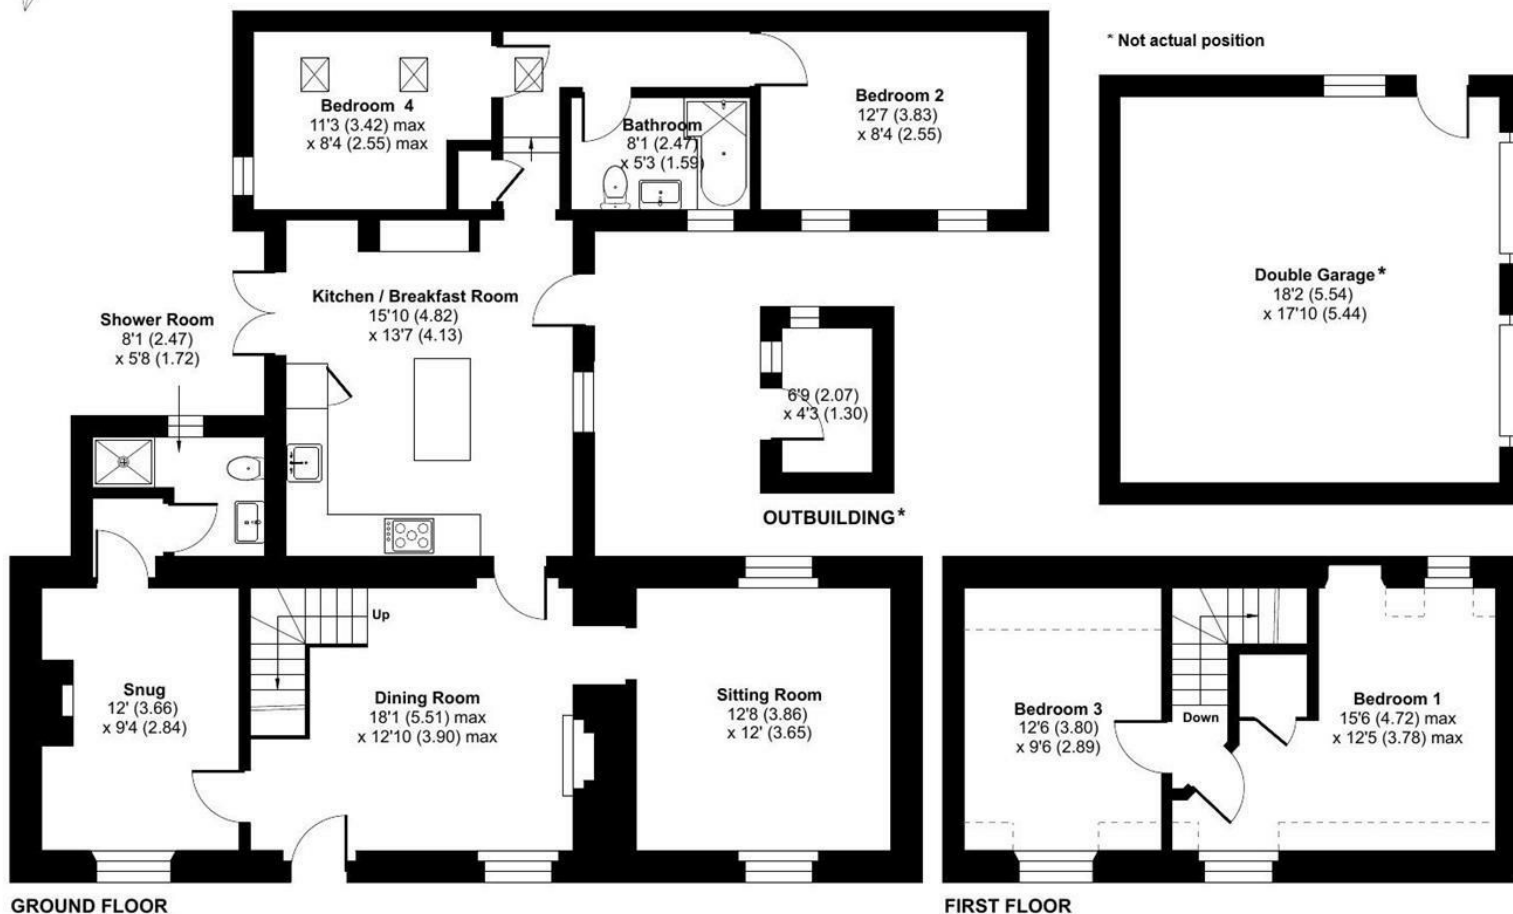 * Not actual position
Bedroom 4
11'3 (3.42) max
x 8'4 (2.55) max
Bathroom
8'1 (2.47)
x 5'3 (1.59)
Bedroom 2
12'7 (3.83)
x 8'4 (2.55)
Double Garage*
18'2 (5.54)
x 17'10 (5.44)
Kitchen / Breakfast Room
15'10 (4.82)
x 13'7 (4.13)
Shower Room
8'1 (2.47)
x 5'8 (1.72)
6'9 (2.07)
x 4'3 (1.30)
OUTBUILDING*
Up
Snug
12' (3.66)
x 9'4 (2.84)
Dining Room
18'1 (5.51) max
x 12'10 (3.90) max
Sitting Room
12'8 (3.86)
x 12' (3.65)
Bedroom 3
12'6 (3.80)
x 9'6 (2.89)
Down
Bedroom 1
15'6 (4.72) max
x 12'5 (3.78) max
GROUND FLOOR
FIRST FLOOR